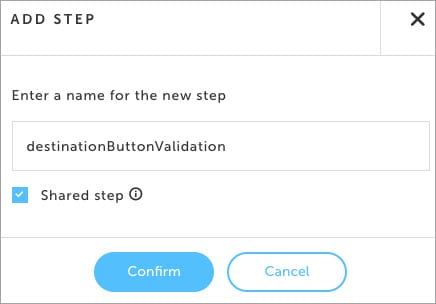 ADD STEP
Enter a name for the new step
destinationButtonValidation
Shared step
Confirm
Cancel